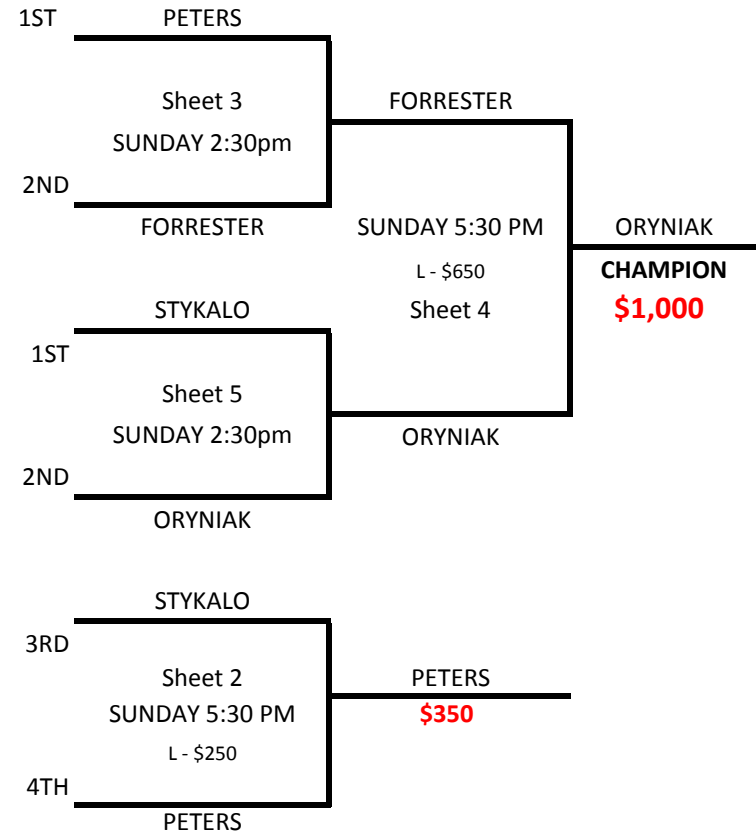 1ST PETERS
Sheet 3
FORRESTER
SUNDAY 2:30pm
2ND
FORRESTER
SUNDAY 5:30 PM
ORYNIAK
L - $650
CHAMPION
STYKALO
Sheet 4
$1,000
1ST
Sheet 5
SUNDAY 2:30pm
ORYNIAK
2ND
ORYNIAK
STYKALO
3RD
Sheet 2
PETERS
SUNDAY 5:30 PM
$350
L - $250
4TH
PETERS